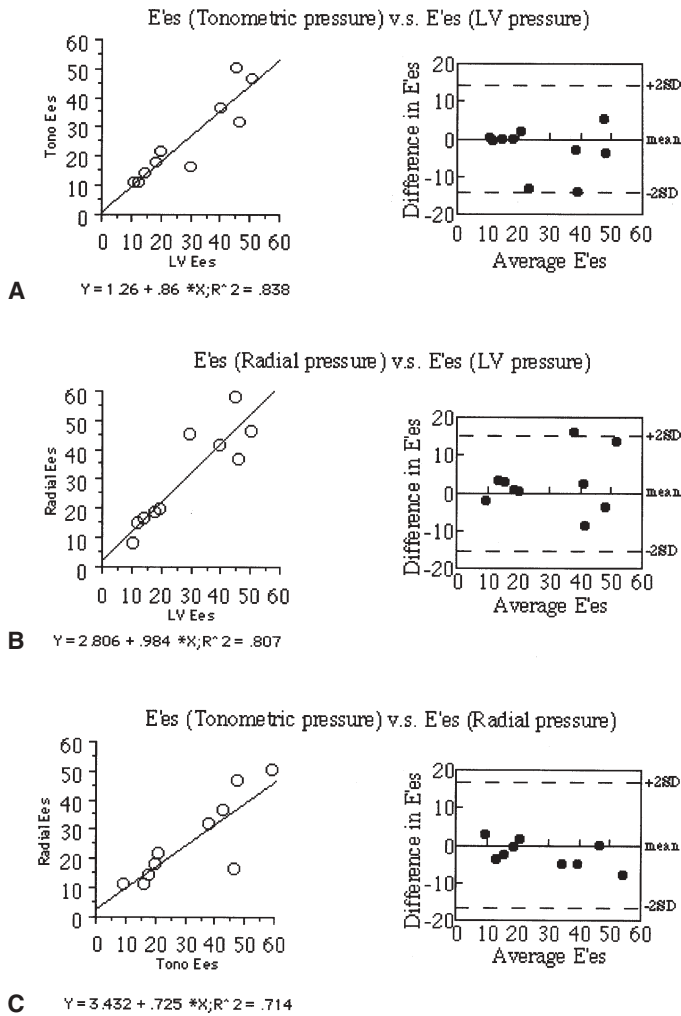 E'es (Tonometric pressure) v.s. E'es (LV pressure)
60
50
40
30
20
10
0
Tono Ees
0 10 20 30 40 50 60
LV Ees
Y = 1.26 + .86 *X;R^2 = .838
20
10
0
-10
-20
Difference in E'es
+2SD
mean
-2SD
0 10 20 30 40 50 60
Average E'es
A
E'es (Radial pressure) v.s. E'es (LV pressure)
60
50
40
30
20
10
0
Radial Ees
0 10 20 30 40 50 60
LV Ees
Y = 2.806 + .984 *X;R^2 = .807
20
10
0
-10
-20
Difference in E'es
+2SD
mean
-2SD
0 10 20 30 40 50 60
Average E'es
B
E'es (Tonometric pressure) v.s. E'es (Radial pressure)
60
50
40
30
20
10
0
Radial Ees
0 10 20 30 40 50 60
Tono Ees
Y = 3.432 + .725 *X;R^2 = .714
20
10
0
-10
-20
Difference in E'es
+2SD
mean
-2SD
0 10 20 30 40 50 60
Average E'es
C